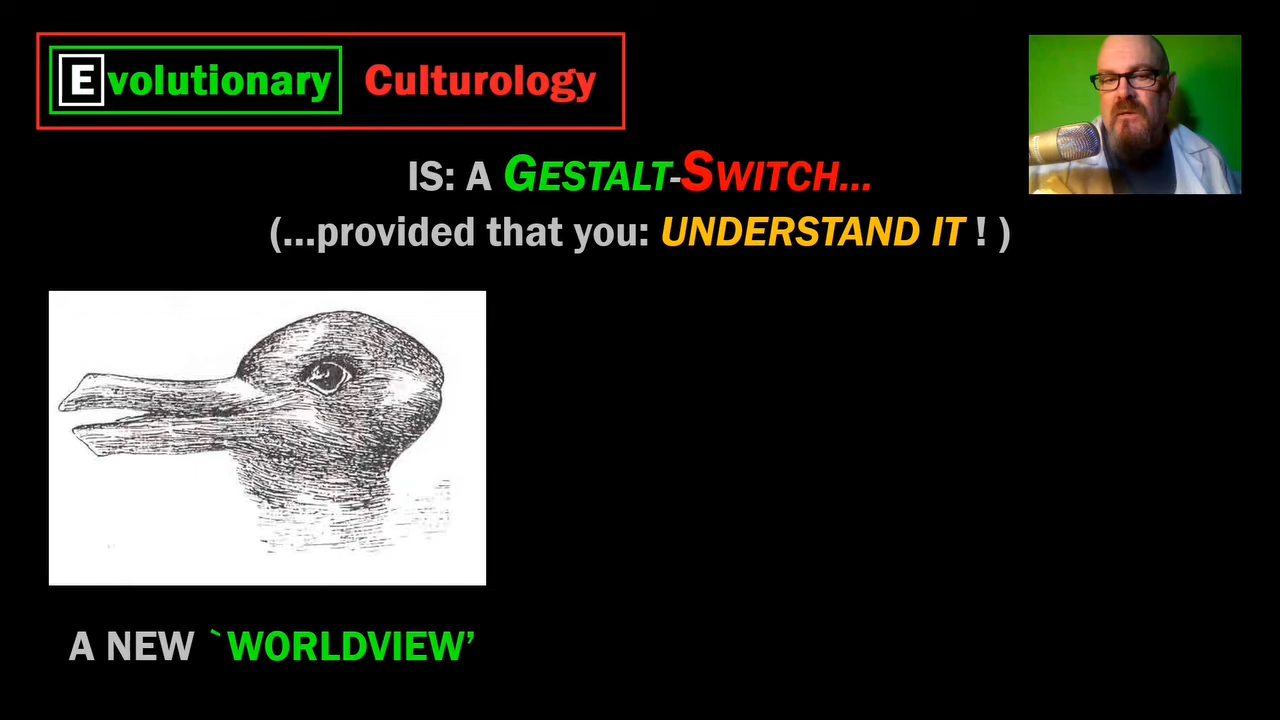 Evolutionary Culturology
IS: A GESTALT-SWITCH...
(...provided that you: UNDERSTAND IT ! )
A NEW `WORLDVIEW’